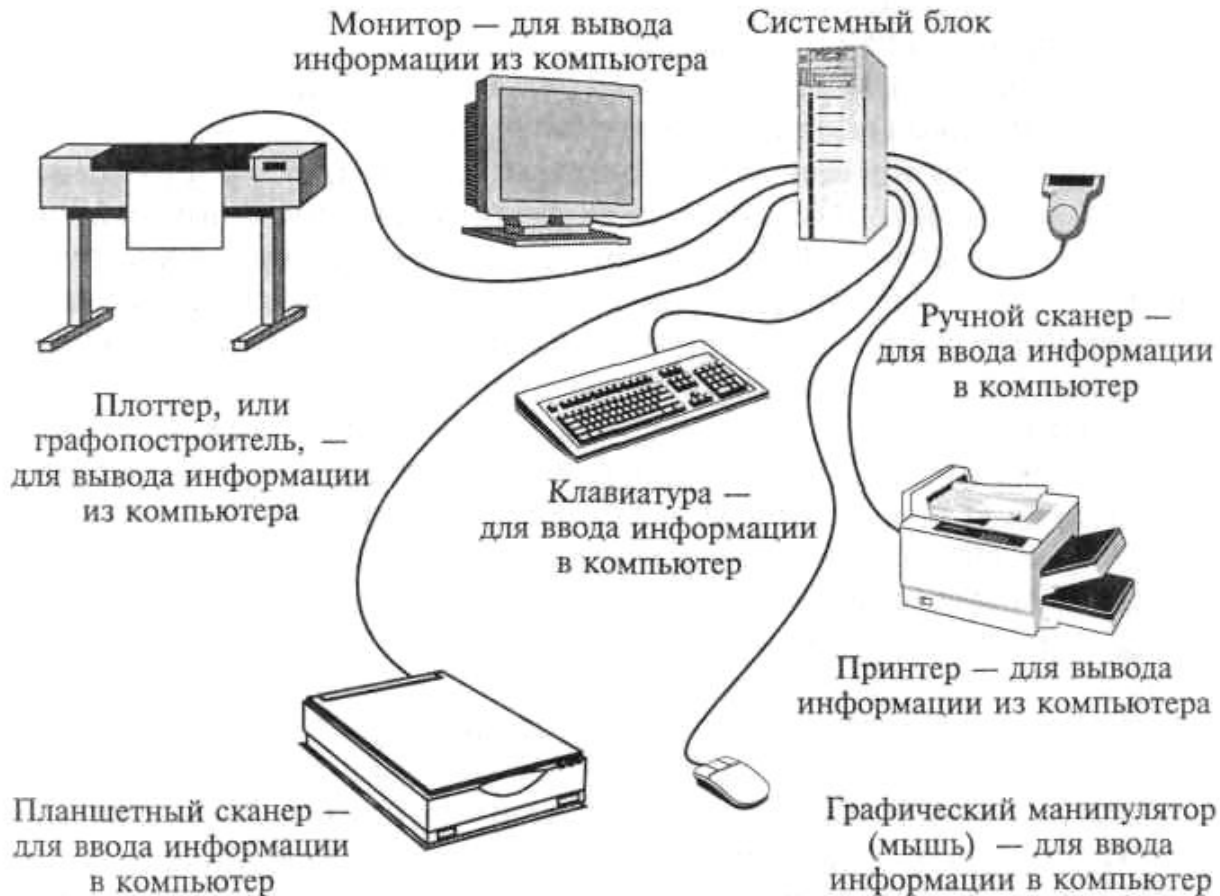 Монитор — для вывода
информации из компьютера
Системный блок
Ручной сканер —
для ввода информации
в компьютер
Плоттер, или
графопостроитель, —
для вывода информации
из компьютера
Клавиатура —
для ввода информации
в компьютер
Принтер — для вывода
информации из компьютера
Планшетный сканер —
для ввода информации
в компьютер
Графический манипулятор
(мышь) — для ввода
информации в компьютер